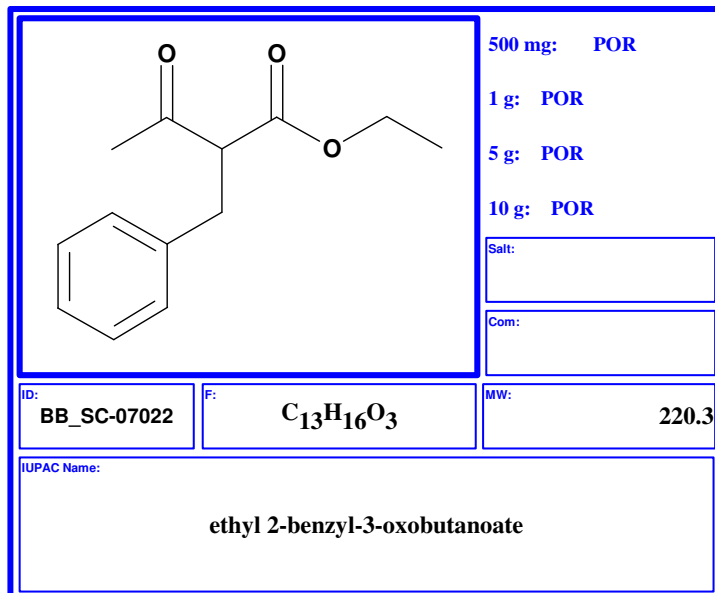 O O
O
500 mg: POR
1 g: POR
5 g: POR
10 g: POR
Salt:
Com:
ID:
BB_SC-07022
F:
C13H16O3
MW:
220.3
IUPAC Name:
ethyl 2-benzyl-3-oxobutanoate